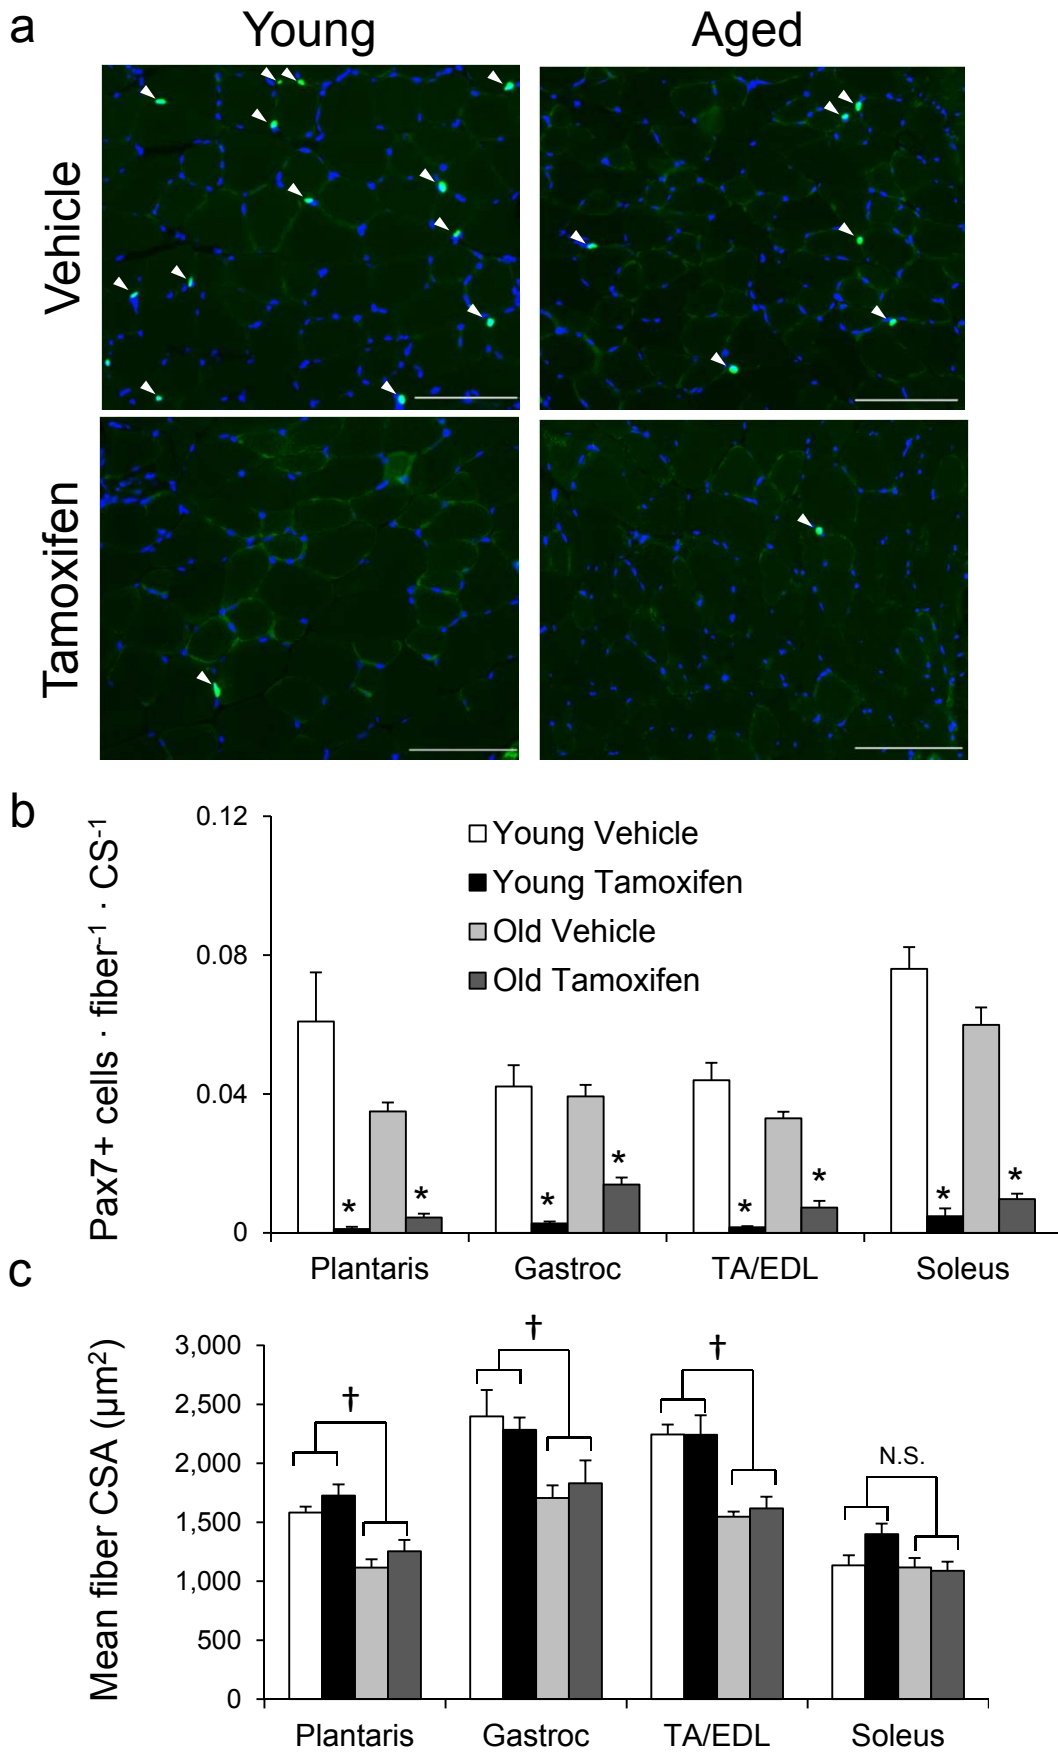 a
Young Aged
Vehicle
Tamoxifen
b
Pax7+ cells · fiber⁻¹ · CS⁻¹
0.12
0.08
0.04
0
Young Vehicle
Young Tamoxifen
Old Vehicle
Old Tamoxifen
* * * * * * * *
Plantaris Gastroc TA/EDL Soleus
c
Mean fiber CSA (µm²)
3,000
2,500
2,000
1,500
1,000
500
0
† † † N.S.
Plantaris Gastroc TA/EDL Soleus